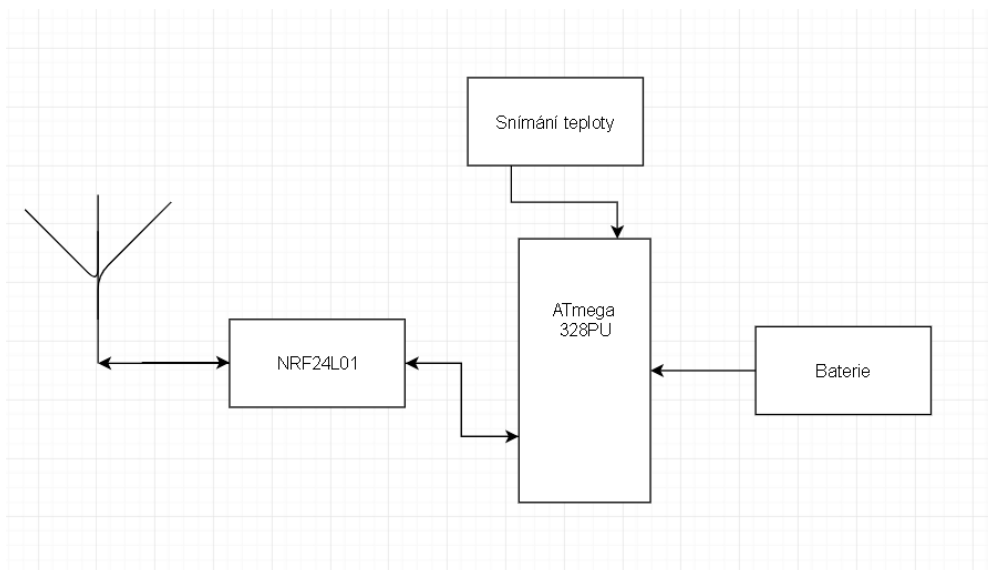 Snímání teploty
ATmega
328PU
NRF24L01
Baterie